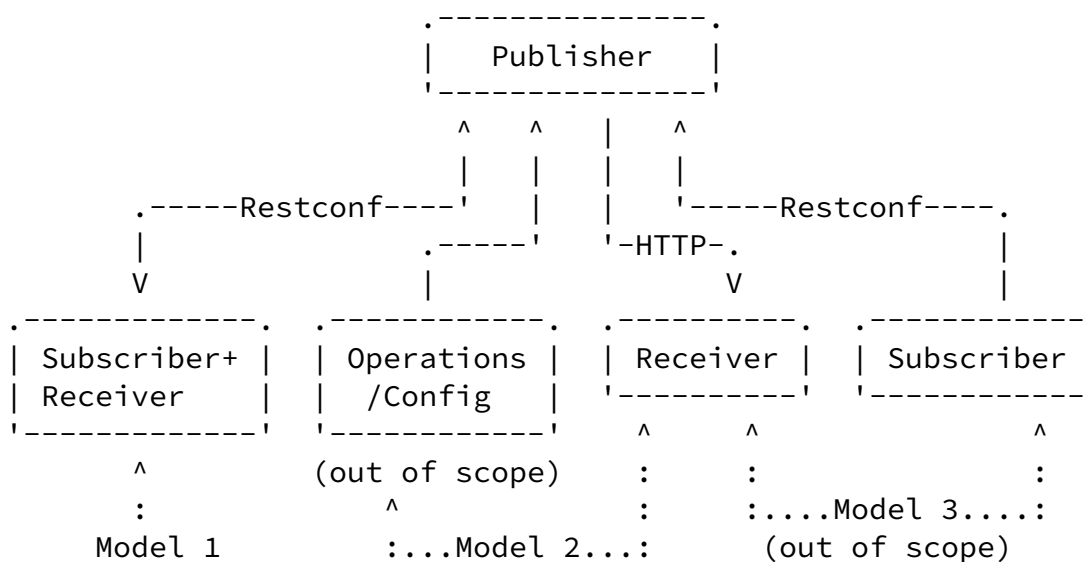 Publisher
Restconf Restconf
HTTP
Subscriber+ Operations Receiver Subscriber
Receiver /Config
(out of scope)
Model 3
Model 1 Model 2 (out of scope)